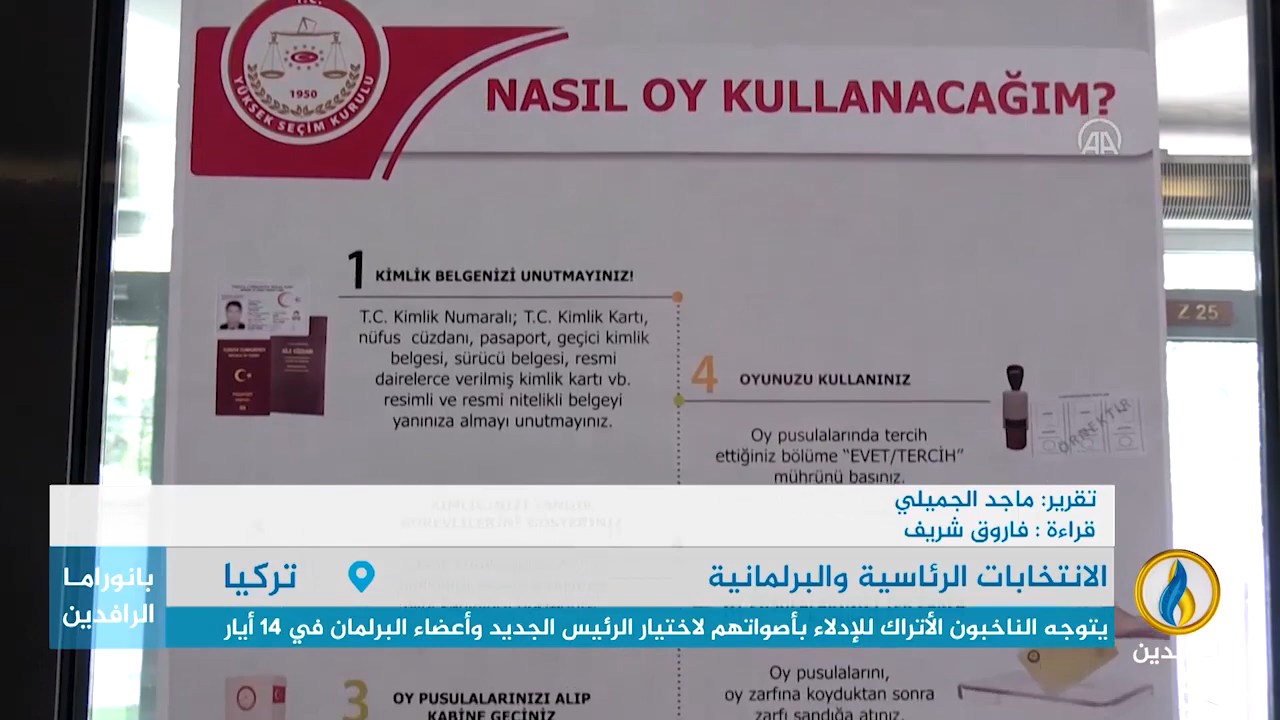 T.C.
YÜKSEK SEÇİM KURULU
1950
NASIL OY KULLANACAĞIM?
AA
1 KİMLİK BELGENİZİ UNUTMAYINIZ!
T.C. Kimlik Numaralı; T.C. Kimlik Kartı,
nüfus cüzdanı, pasaport, geçici kimlik
belgesi, sürücü belgesi, resmi
dairelerce verilmiş kimlik kartı vb.
resimli ve resmi nitelikli belgeyi
yanınıza almayı unutmayınız.
Z 25
4 OYUNUZU KULLANINIZ
Oy pusulalarında tercih
ettiğiniz bölüme “EVET/TERCİH”
mührünü basınız.
ÖRNEKTİR
تقرير: ماجد الجميلي
قراءة : فاروق شريف
الانتخابات الرئاسية والبرلمانية
تركيا
بانوراما
الرافدين
يتوجه الناخبون الأتراك للإدلاء بأصواتهم لاختيار الرئيس الجديد وأعضاء البرلمان في 14 أيار
Oy pusulalarını,
oy zarfına koyduktan sonra
zarfı sandığa atınız.
3 OY PUSULALARINIZI ALIP
KABİNE GEÇİNİZ